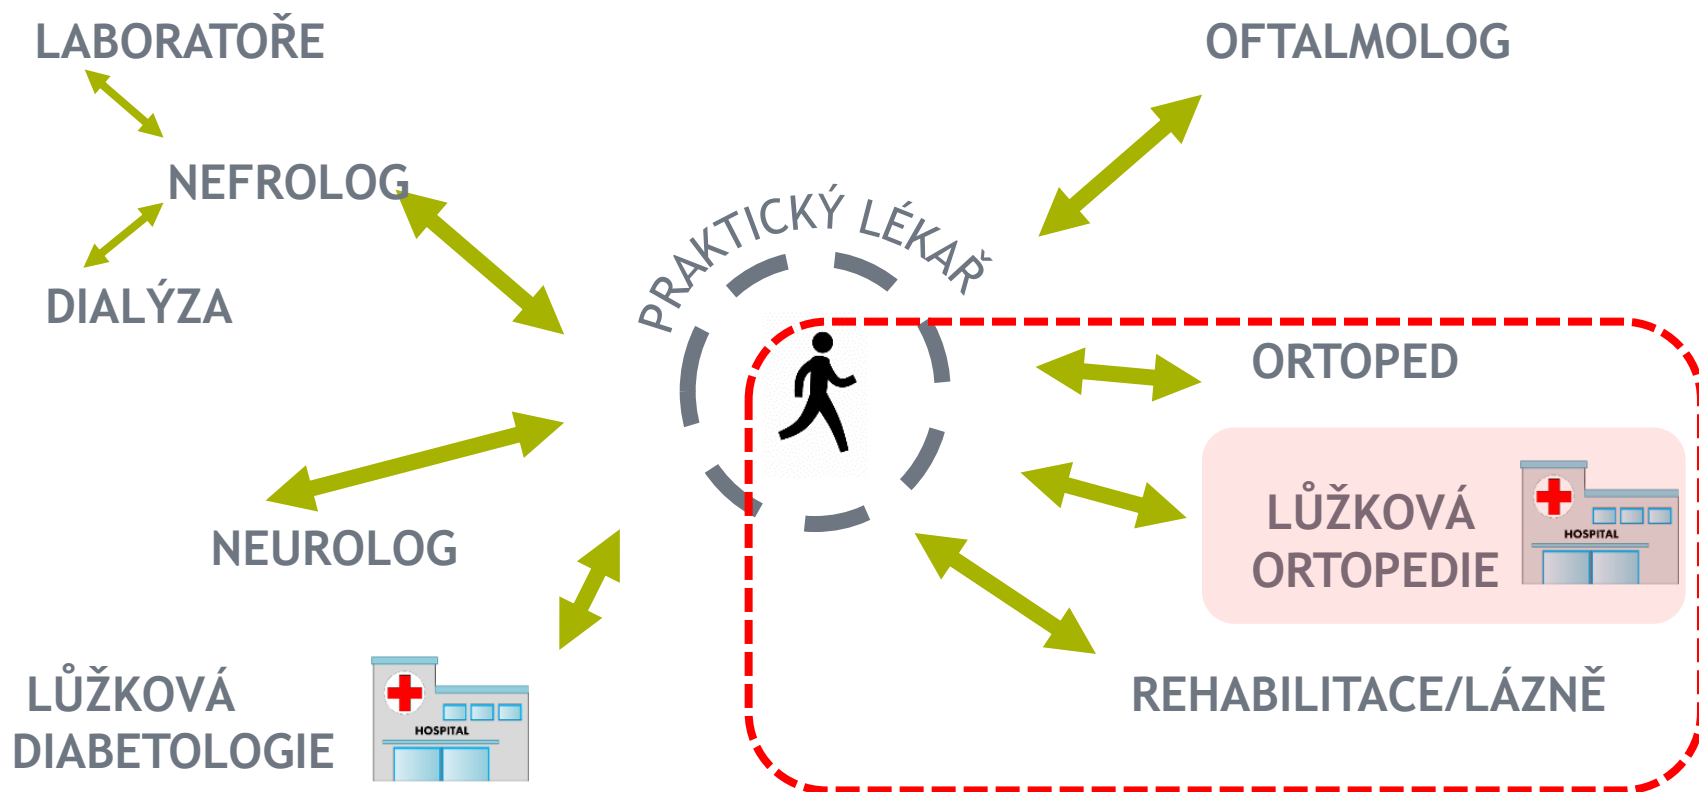 LABORATOŘE
OFTALMOLOG
NEFROLOG
PRAKTICKÝ LÉKAŘ
DIALÝZA
ORTOPED
LŮŽKOVÁ
ORTOPEDIE
HOSPITAL
NEUROLOG
REHABILITACE/LÁZNĚ
LŮŽKOVÁ
DIABETOLOGIE
HOSPITAL